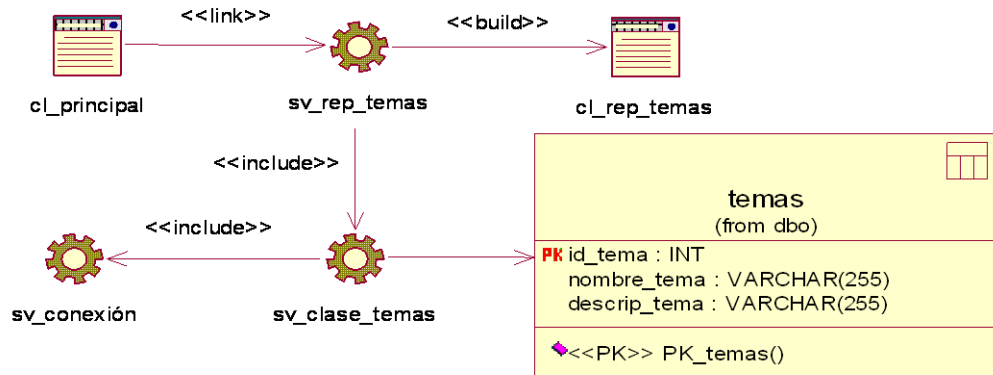 <<link>>
<<build>>
cl_principal
sv_rep_temas
cl_rep_temas
<<include>>
<<include>>
sv_conexión
sv_clase_temas
temas
(from dbo)
PK id_tema : INT
nombre_tema : VARCHAR(255)
descrip_tema : VARCHAR(255)
<<PK>> PK_temas()